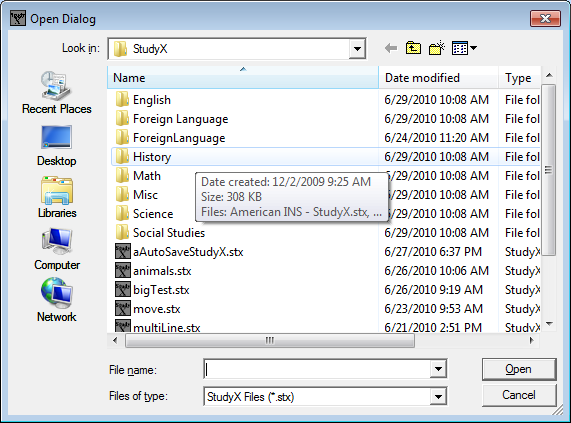 Open Dialog
Look in: StudyX
Name Date modified Type
English 6/29/2010 10:08 AM File fol
Foreign Language 6/29/2010 10:08 AM File fol
ForeignLanguage 6/24/2010 11:20 AM File fol
History 6/29/2010 10:08 AM File fol
Math 6/29/2010 10:08 AM File fol
Misc 6/29/2010 10:08 AM File fol
Science 6/29/2010 10:08 AM File fol
Social Studies 6/29/2010 10:08 AM File fol
aAutoSaveStudyX.stx 6/27/2010 6:37 PM StudyX
animals.stx 6/26/2010 10:06 AM StudyX
bigTest.stx 6/26/2010 9:19 AM StudyX
move.stx 6/23/2010 9:53 AM StudyX
multiLine.stx 6/21/2010 2:51 PM StudyX
Date created: 12/2/2009 9:25 AM
Size: 308 KB
Files: American INS - StudyX.stx, ...
Recent Places
Desktop
Libraries
Computer
Network
File name: Open
Files of type: StudyX Files (*.stx) Cancel